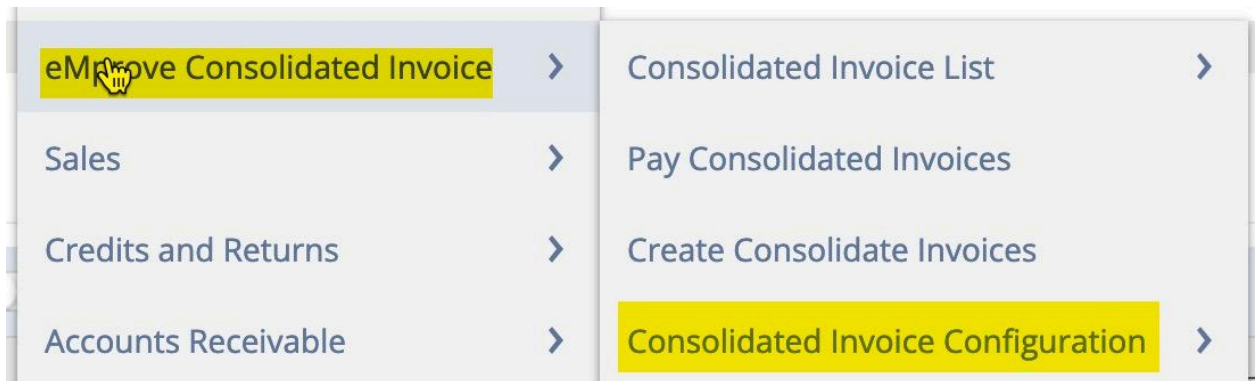 eMprove Consolidated Invoice
Sales
Credits and Returns
Accounts Receivable
Consolidated Invoice List
Pay Consolidated Invoices
Create Consolidate Invoices
Consolidated Invoice Configuration